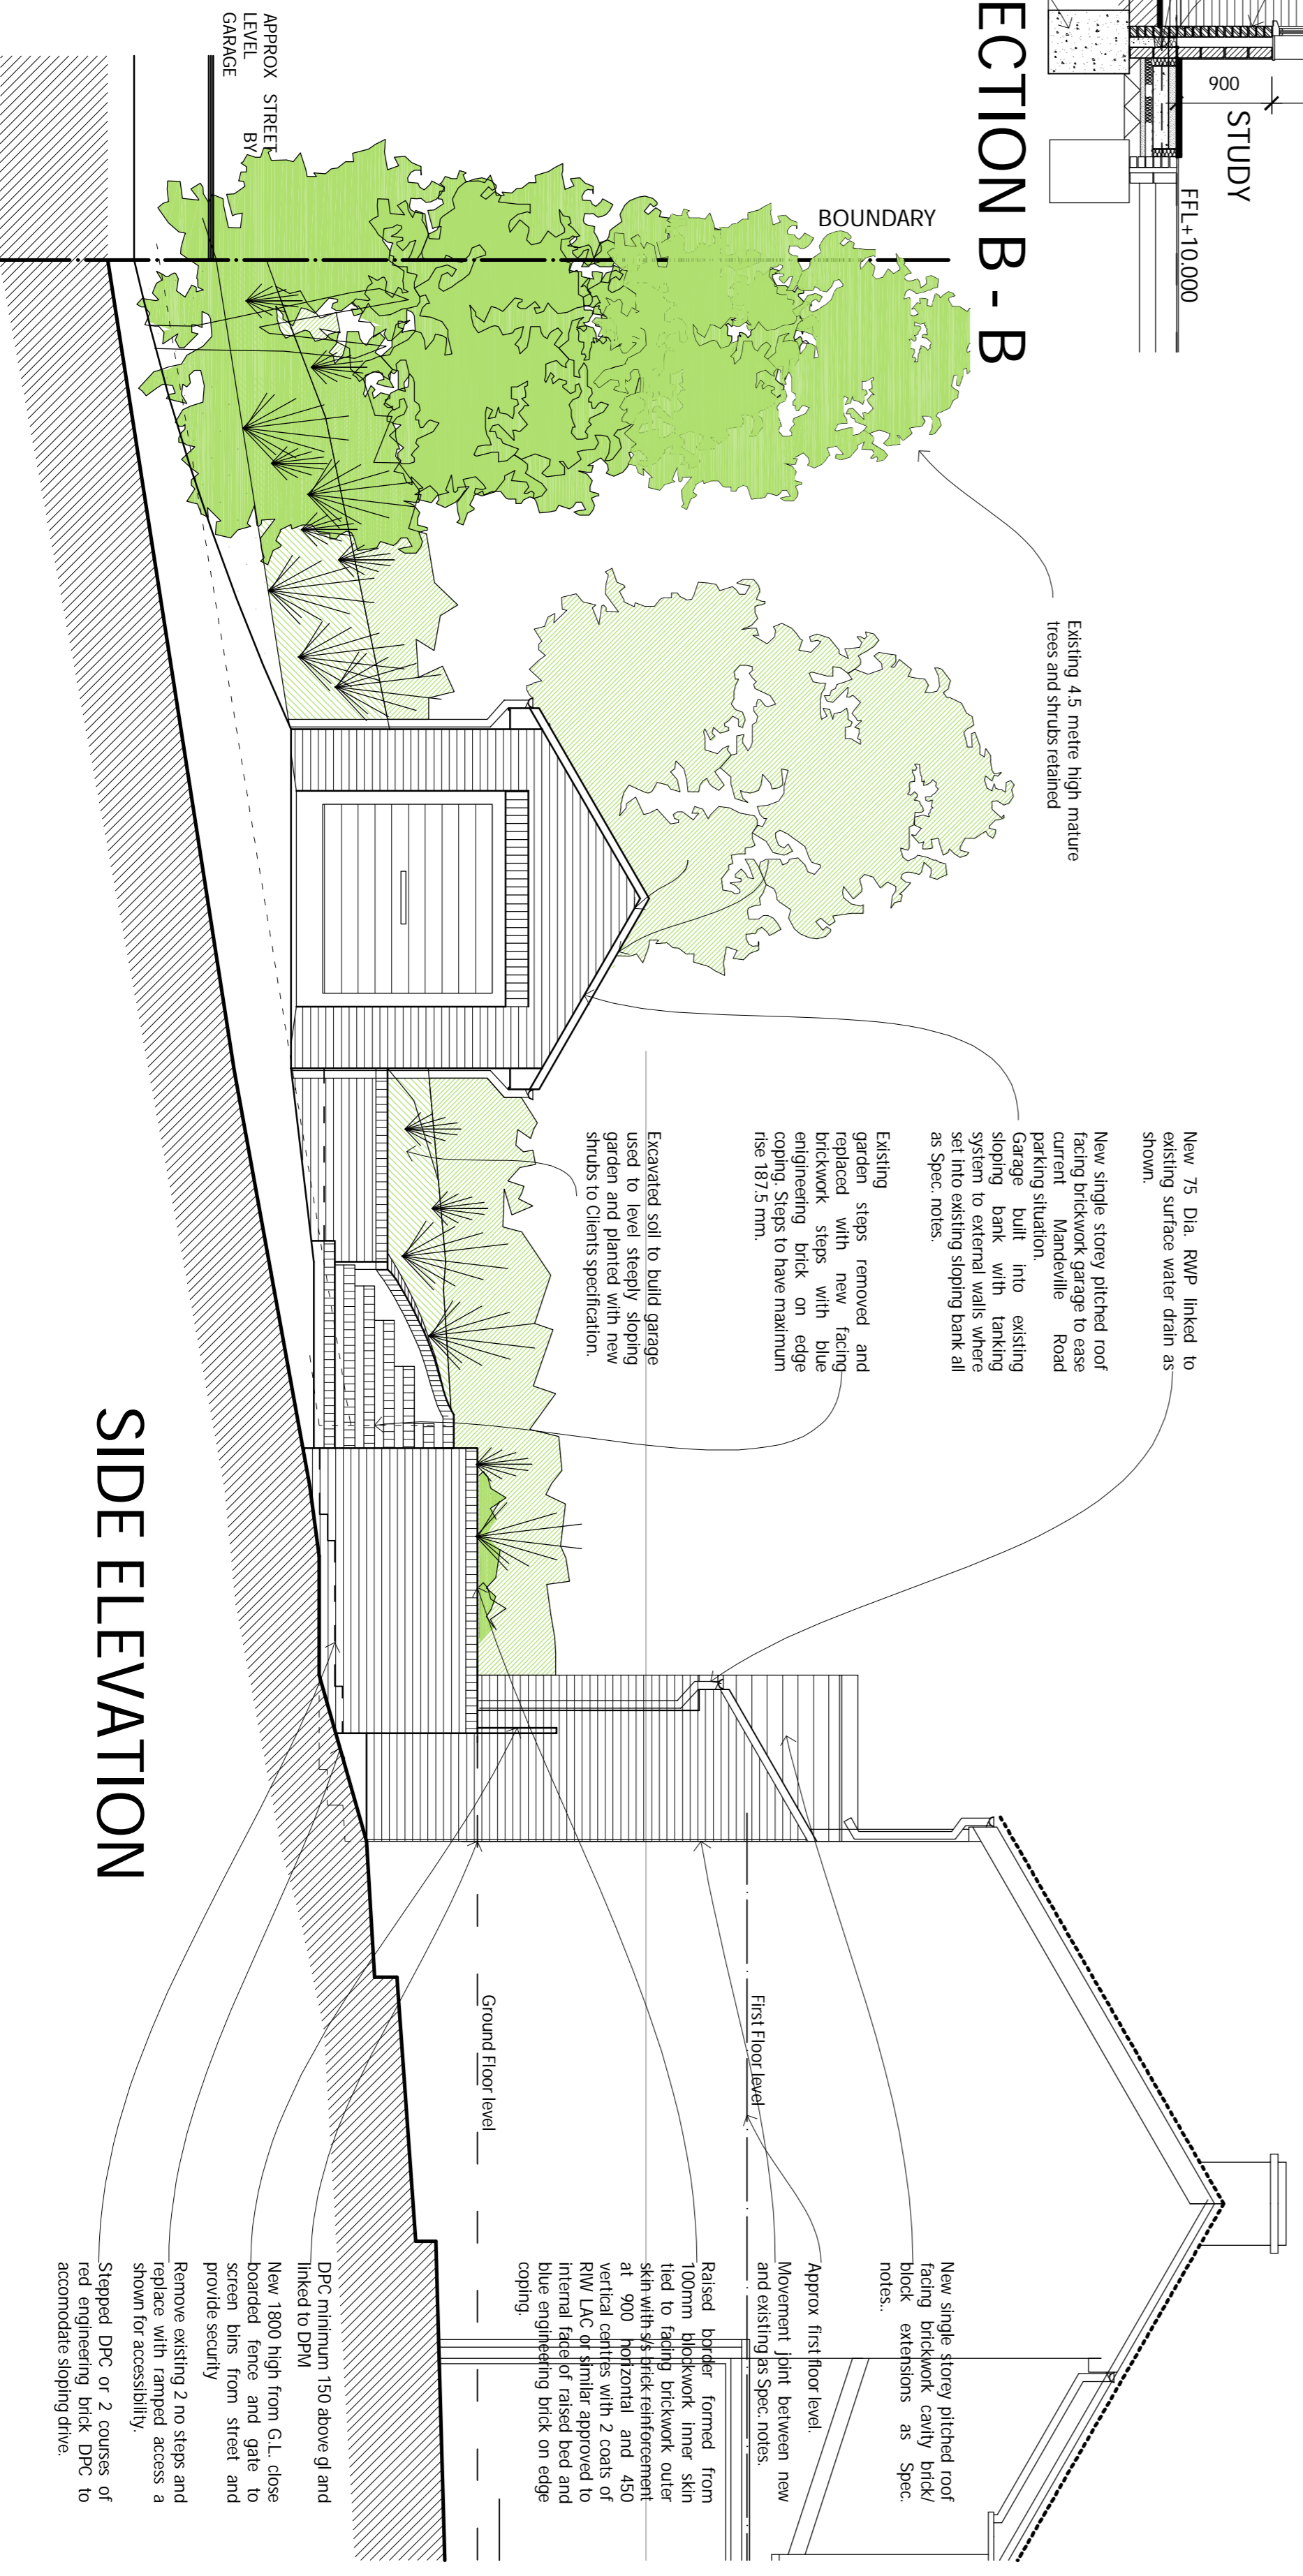 ECTION B - B
900
STUDY
FFL+10.000
APPROX STREET
LEVEL BY
GARAGE
BOUNDARY
Existing 4.5 metre high mature
trees and shrubs retained
New 75 Dia. RWP linked to
existing surface water drain as
shown.
New single storey pitched roof
facing brickwork garage to ease
current Mandeville Road
parking situation.
Garage built into existing
sloping bank with tanking
system to external walls where
set into existing sloping bank all
as Spec. notes.
Existing
garden steps removed and
replaced with new facing
brickwork steps with blue
enigineering brick on edge
coping. Steps to have maximum
rise 187.5 mm.
Excavated soil to build garage
used to level steeply sloping
garden and planted with new
shrubs to Clients specification.
First Floor level
Ground Floor level
New single storey pitched roof
facing brickwork cavity brick/
block extensions as Spec.
notes..
Approx first floor level.
Movement joint between new
and existing as Spec. notes.
Raised border formed from
100mm blockwork inner skin
tied to facing brickwork outer
skin with s/s brick reinforcement
at 900 horizontal and 450
vertical centres with 2 coats of
RIW LAC or similar approved to
internal face of raised bed and
blue engineering brick on edge
coping.
DPC minimum 150 above gl and
linked to DPM
New 1800 high from G.L. close
boarded fence and gate to
screen bins from street and
provide security
Remove existing 2 no steps and
replace with ramped access a
shown for accessibility.
Stepped DPC or 2 courses of
red engineering brick DPC to
accomodate sloping drive.
SIDE ELEVATION